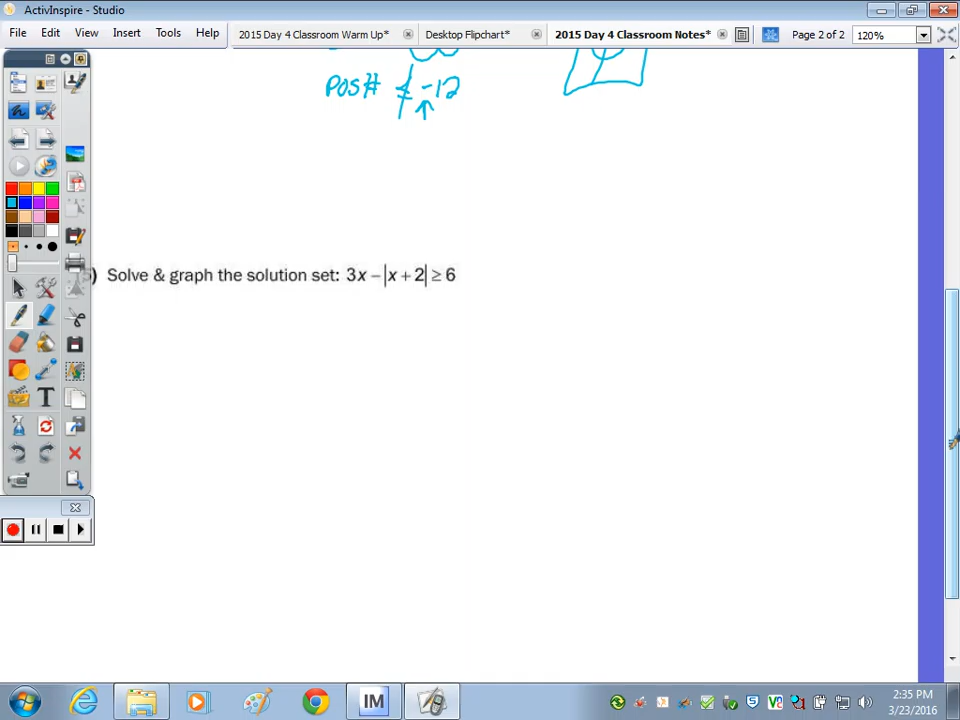 ActivInspire - Studio
File Edit View Insert Tools Help
2015 Day 4 Classroom Warm Up*
Desktop Flipchart*
2015 Day 4 Classroom Notes*
Page 2 of 2
120%
POS# ≮ -12
) Solve & graph the solution set: 3x – |x + 2| ≥ 6
IM
2:35 PM
3/23/2016